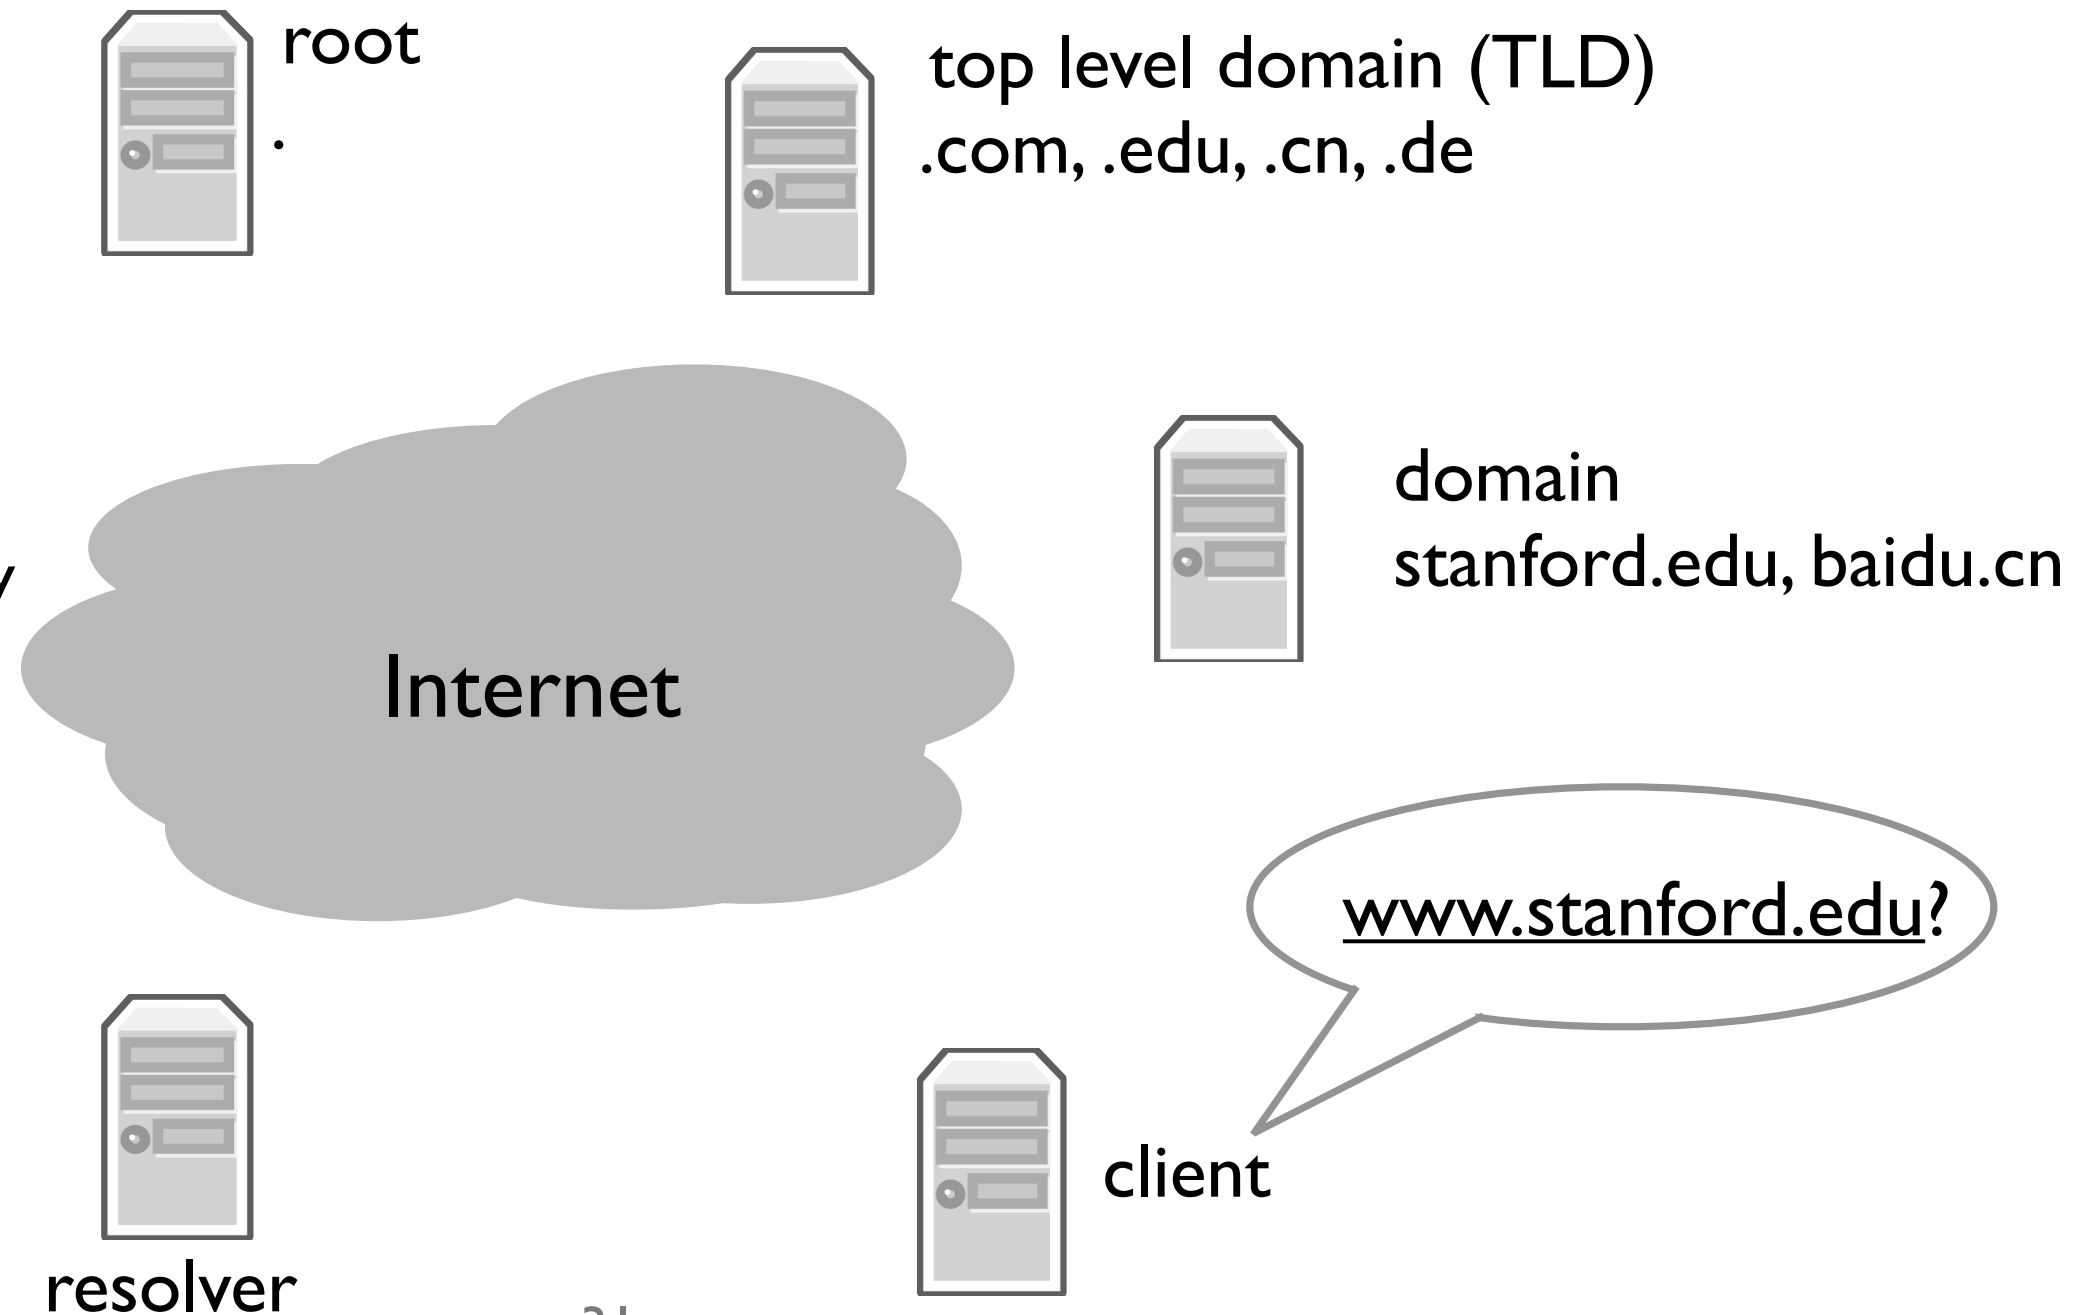 root
.
top level domain (TLD)
.com, .edu, .cn, .de
domain
stanford.edu, baidu.cn
Internet
www.stanford.edu?
client
resolver